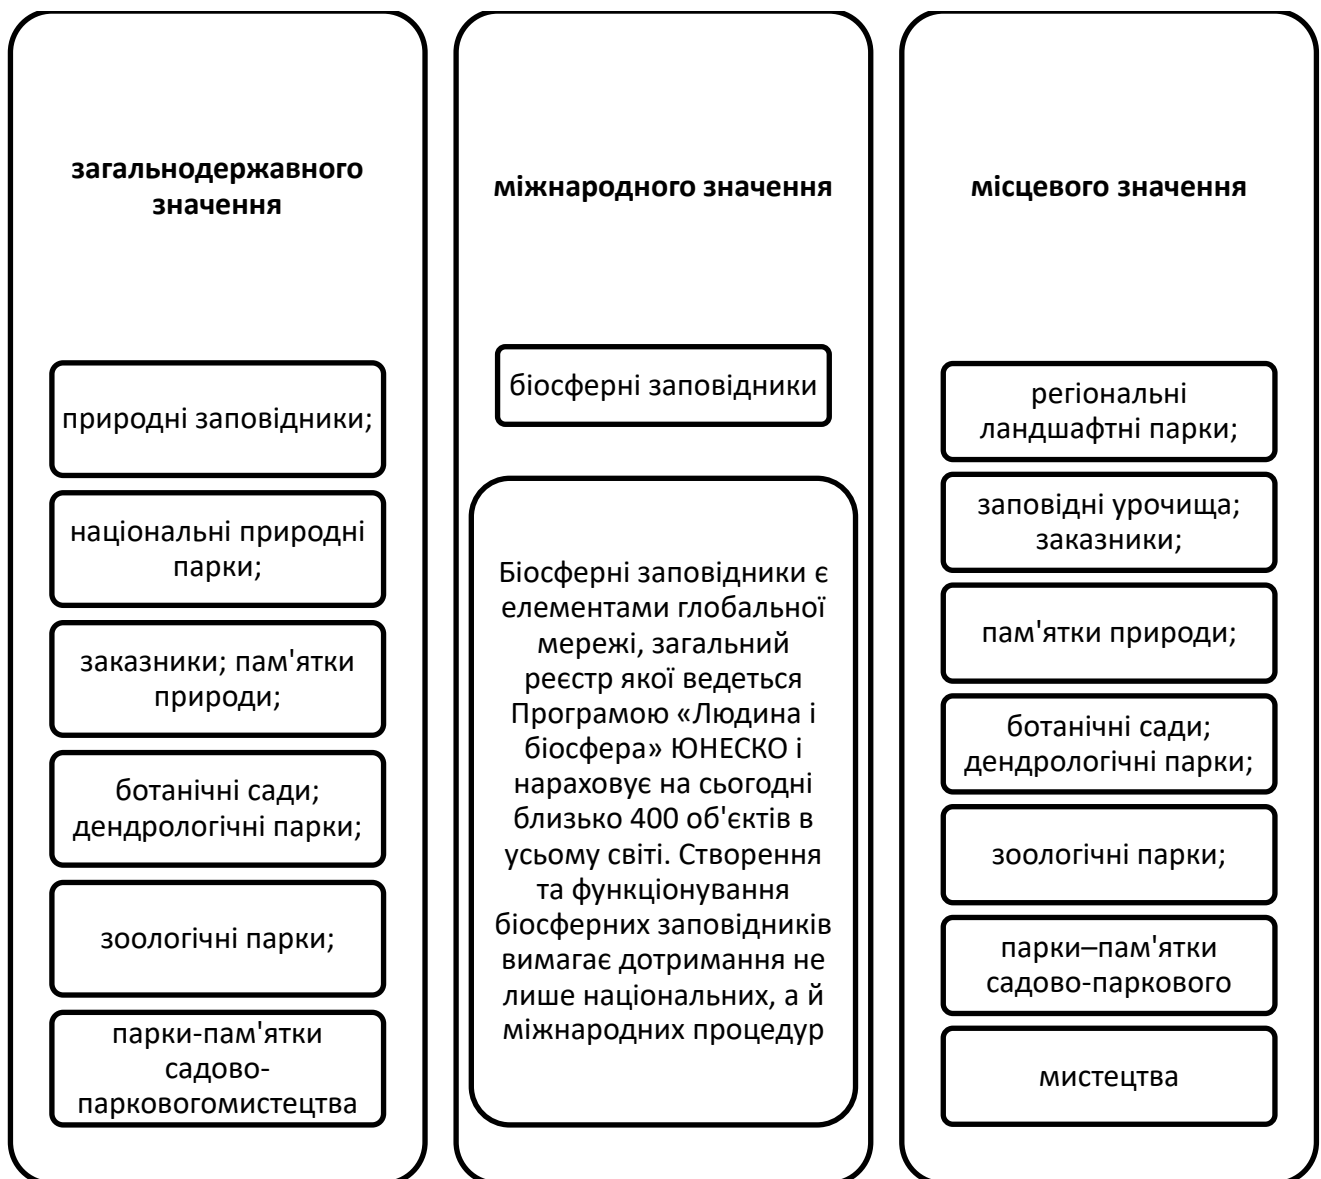 загальнодержавного
значення
природні заповідники;
національні природні
парки;
заказники; пам'ятки
природи;
ботанічні сади;
дендрологічні парки;
зоологічні парки;
парки-пам'ятки
садово-
парковогомистецтва
міжнародного значення
біосферні заповідники
Біосферні заповідники є
елементами глобальної
мережі, загальний
реєстр якої ведеться
Програмою «Людина і
біосфера» ЮНЕСКО і
нараховує на сьогодні
близько 400 об'єктів в
усьому світі. Створення
та функціонування
біосферних заповідників
вимагає дотримання не
лише національних, а й
міжнародних процедур
місцевого значення
регіональні
ландшафтні парки;
заповідні урочища;
заказники;
пам'ятки природи;
ботанічні сади;
дендрологічні парки;
зоологічні парки;
парки–пам'ятки
садово-паркового
мистецтва